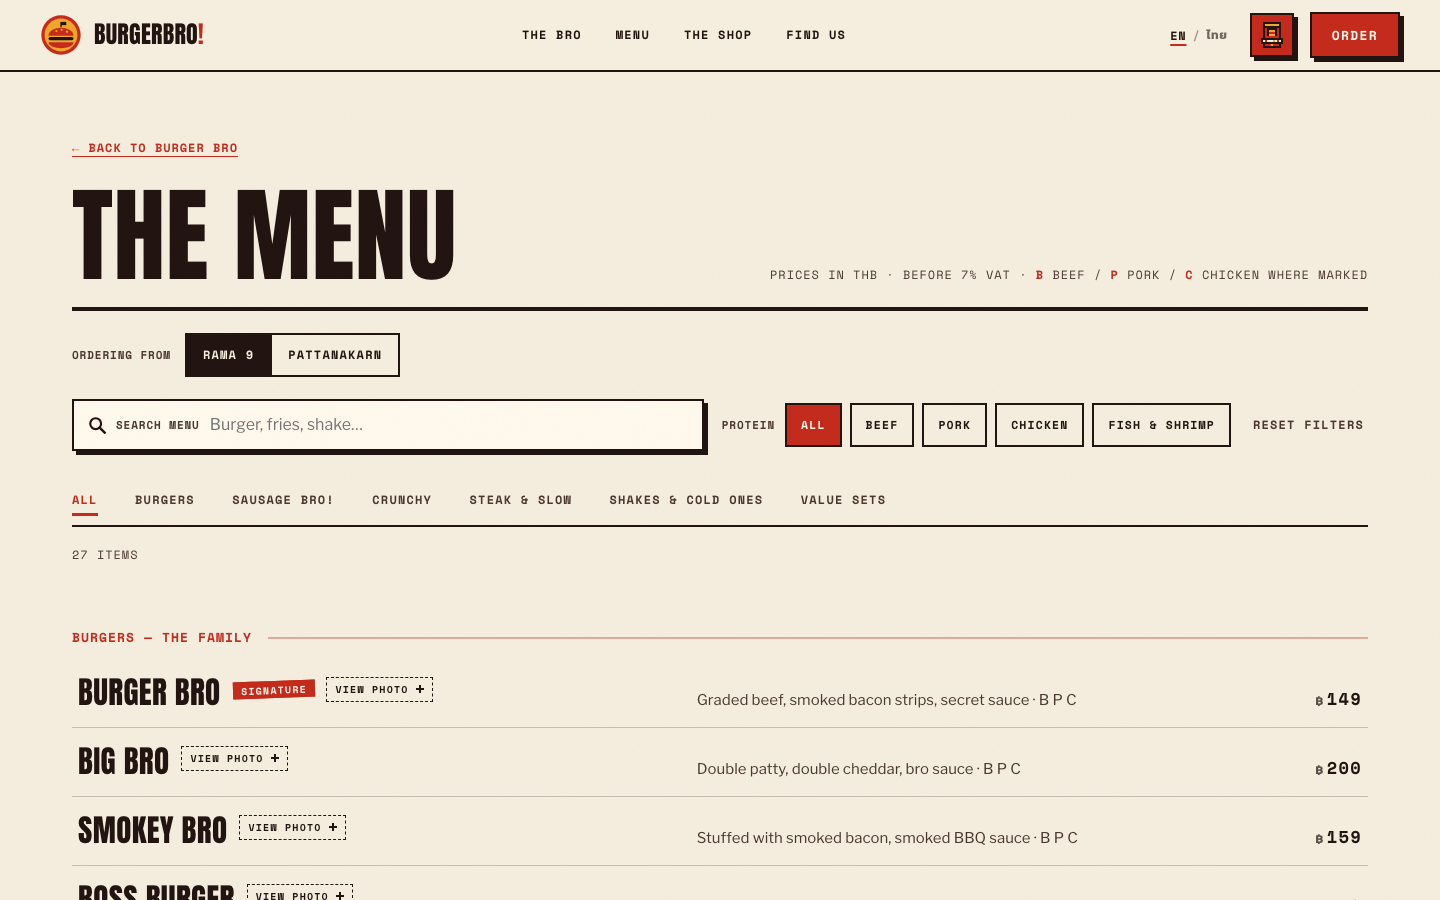 BURGERBRO!
THE BRO MENU THE SHOP FIND US
EN / ไทย
ORDER
← BACK TO BURGER BRO
THE MENU
PRICES IN THB · BEFORE 7% VAT · B BEEF / P PORK / C CHICKEN WHERE MARKED
ORDERING FROM RAMA 9 PATTANAKARN
SEARCH MENU Burger, fries, shake...
PROTEIN ALL BEEF PORK CHICKEN FISH & SHRIMP RESET FILTERS
ALL BURGERS SAUSAGE BRO! CRUNCHY STEAK & SLOW SHAKES & COLD ONES VALUE SETS
27 ITEMS
BURGERS — THE FAMILY
BURGER BRO SIGNATURE VIEW PHOTO + Graded beef, smoked bacon strips, secret sauce · B P C ฿149
BIG BRO VIEW PHOTO + Double patty, double cheddar, bro sauce · B P C ฿200
SMOKEY BRO VIEW PHOTO + Stuffed with smoked bacon, smoked BBQ sauce · B P C ฿159
BOSS BURGER VIEW PHOTO +